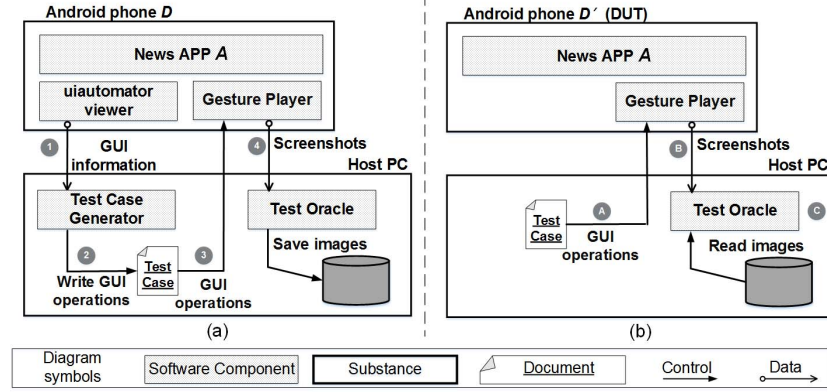 Android phone D
News APP A
uiautomator
viewer
Gesture Player
1
GUI
information
4
Screenshots
Host PC
Test Case
Generator
Test Oracle
2
Write GUI
operations
Test
Case
3
GUI
operations
Save images
(a)
Android phone D´ (DUT)
News APP A
Gesture Player
B
Screenshots
Host PC
Test
Case
A
GUI
operations
Test Oracle
C
Read images
(b)
Diagram
symbols
Software Component
Substance
Document
Control
Data